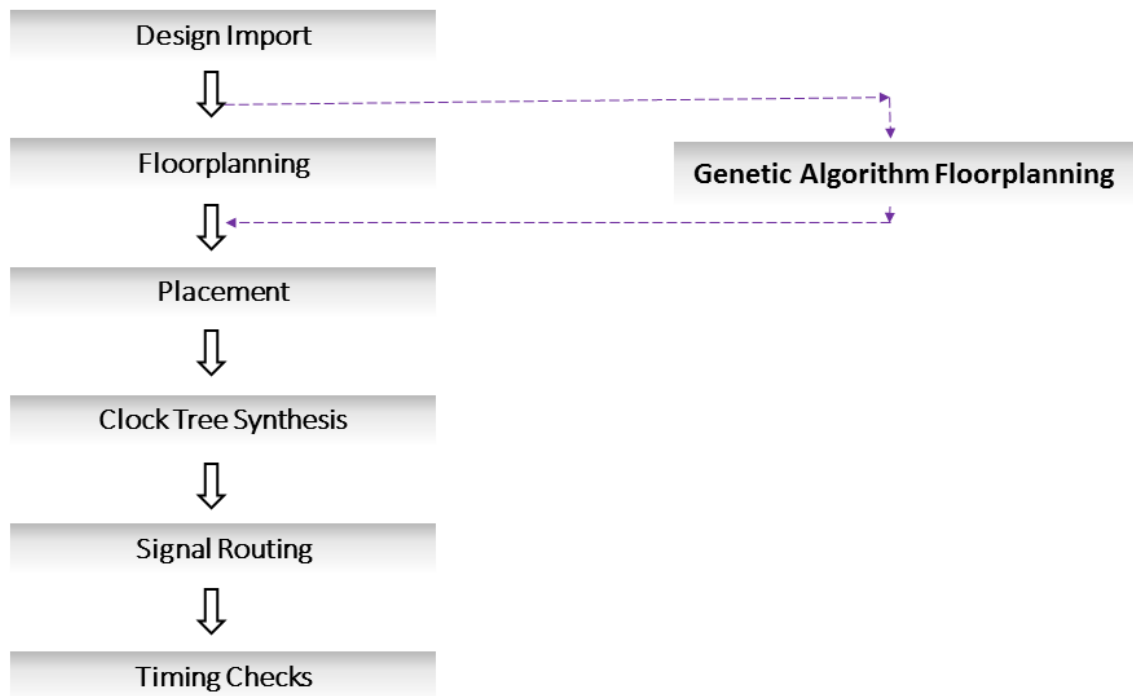 Design Import
Floorplanning
Genetic Algorithm Floorplanning
Placement
Clock Tree Synthesis
Signal Routing
Timing Checks